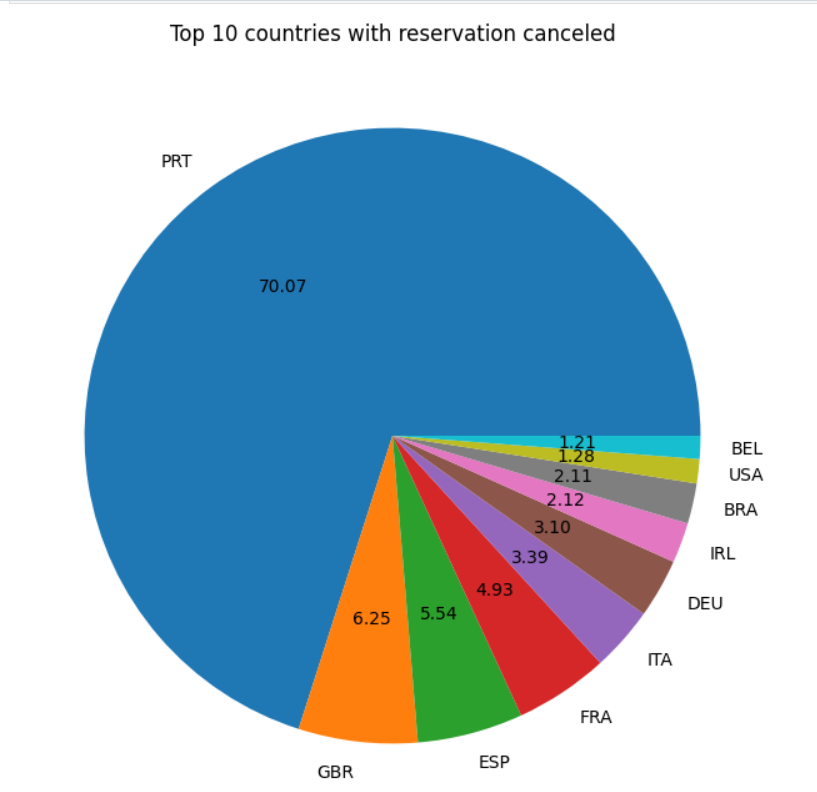 Top 10 countries with reservation canceled
PRT
70.07
1.21
BEL
1.28
USA
2.11
BRA
2.12
IRL
3.10
DEU
3.39
ITA
4.93
FRA
5.54
ESP
6.25
GBR